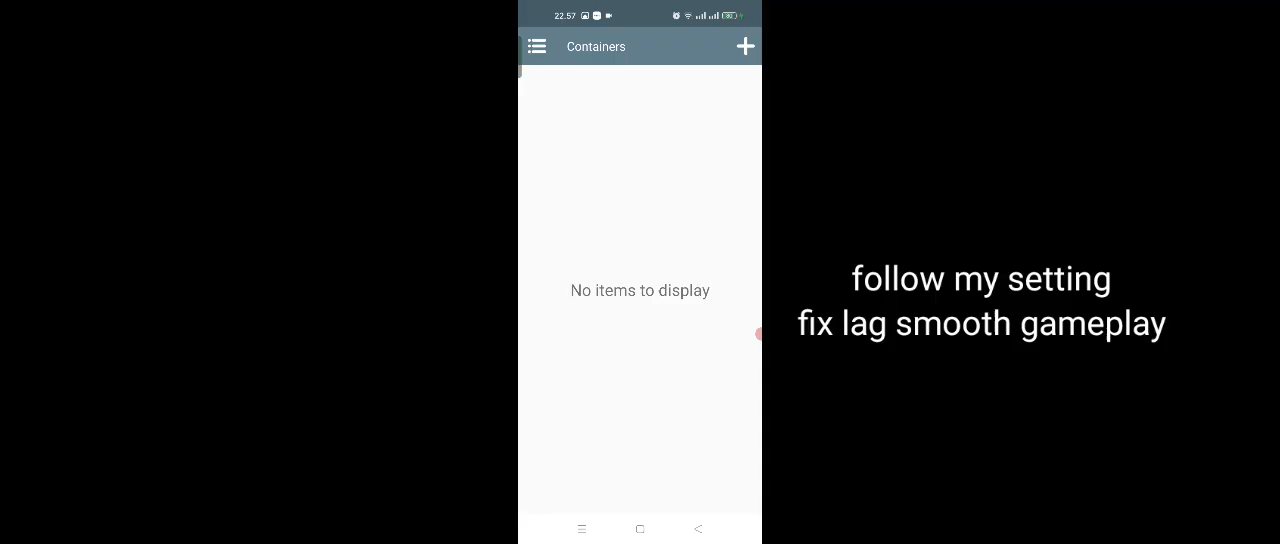 22.57
Containers
No items to display
follow my setting
fix lag smooth gameplay